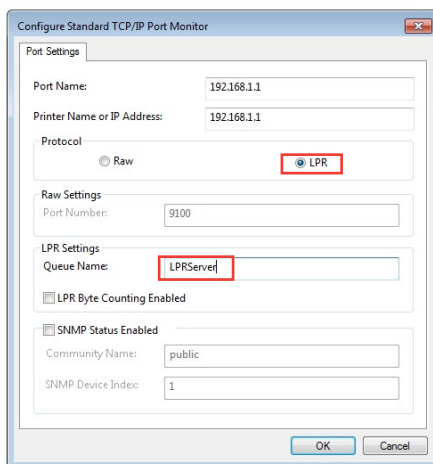 Configure Standard TCP/IP Port Monitor
Port Settings
Port Name: 192.168.1.1
Printer Name or IP Address: 192.168.1.1
Protocol
Raw LPR
Raw Settings
Port Number: 9100
LPR Settings
Queue Name: LPRServer
LPR Byte Counting Enabled
SNMP Status Enabled
Community Name: public
SNMP Device Index: 1
OK Cancel